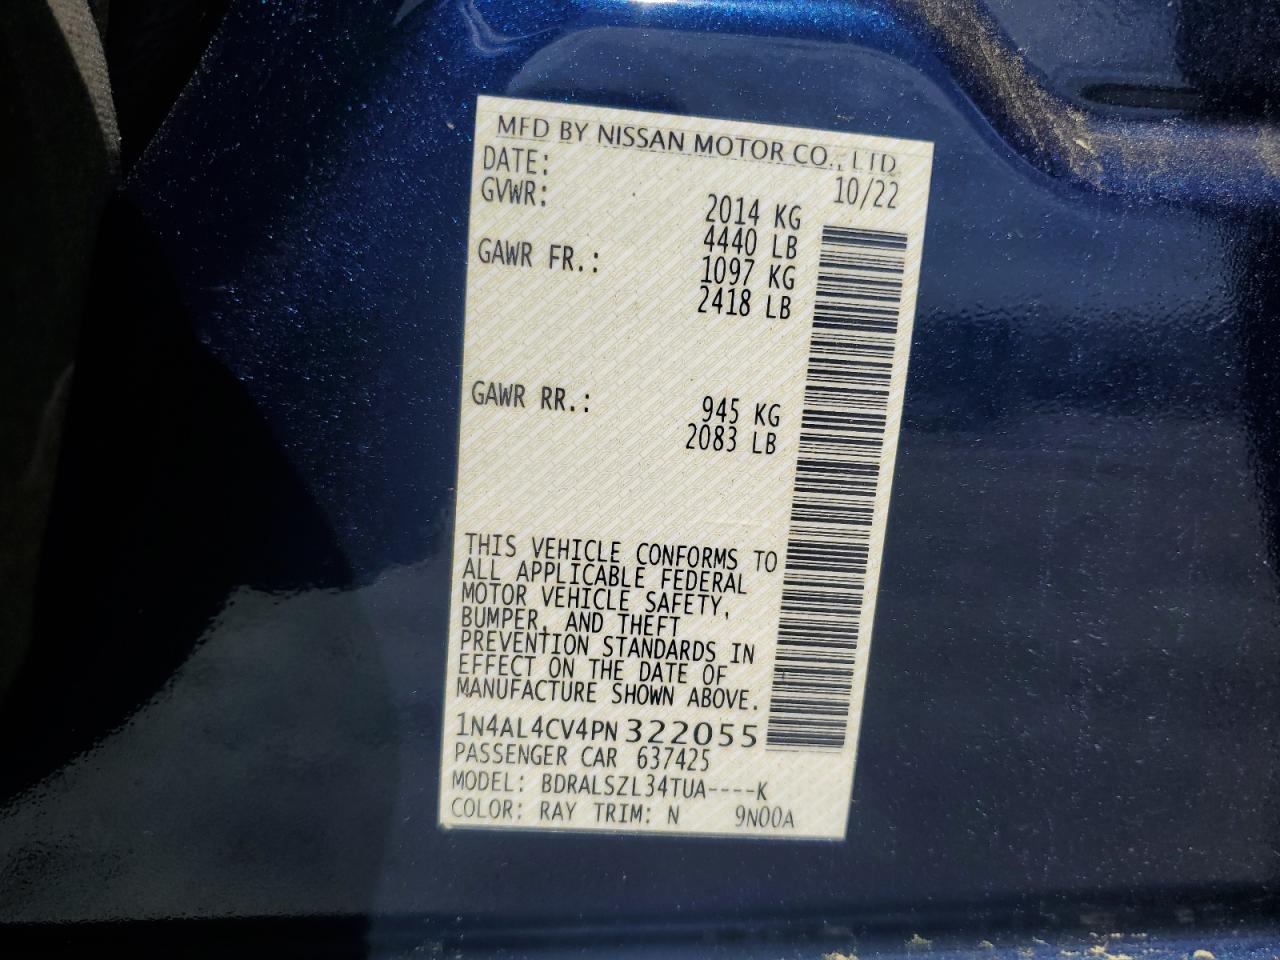 MFD BY NISSAN MOTOR CO., LTD
DATE: 10/22
GVWR: 2014 KG
4440 LB
GAWR FR.: 1097 KG
2418 LB
GAWR RR.: 945 KG
2083 LB
THIS VEHICLE CONFORMS TO
ALL APPLICABLE FEDERAL
MOTOR VEHICLE SAFETY,
BUMPER, AND THEFT
PREVENTION STANDARDS IN
EFFECT ON THE DATE OF
MANUFACTURE SHOWN ABOVE.
1N4AL4CV4PN322055
PASSENGER CAR 637425
MODEL: BDRALSZL34TUA----K
COLOR: RAY TRIM: N 9N00A